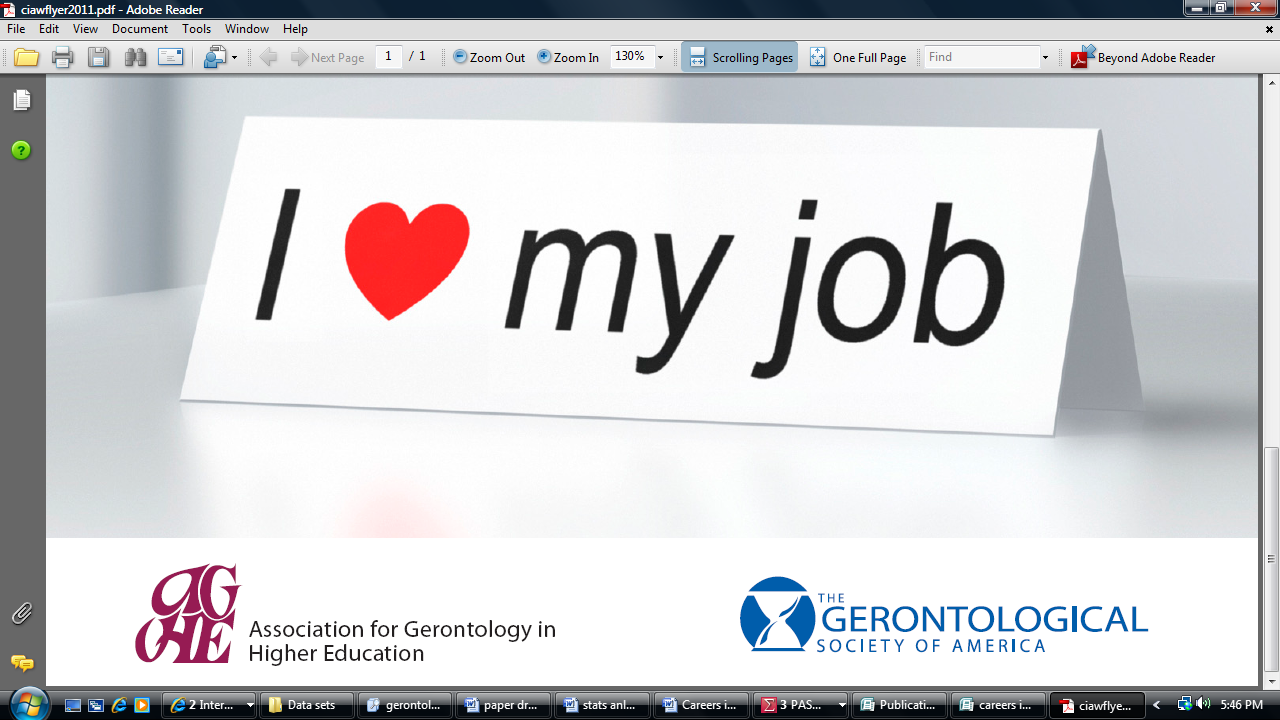 ciawflyer2011.pdf - Adobe Reader
File Edit View Document Tools Window Help
Next Page 1 / 1 Zoom Out Zoom In 130% Scrolling Pages One Full Page Find Beyond Adobe Reader
I ❤ my job
AGHE
Association for Gerontology in
Higher Education
THE
GERONTOLOGICAL
SOCIETY OF AMERICA
2 Inter... Data sets gerontol... paper dr... stats anl... Careers i... 3 PAS... Publicati... careers i... ciawflye... 5:46 PM